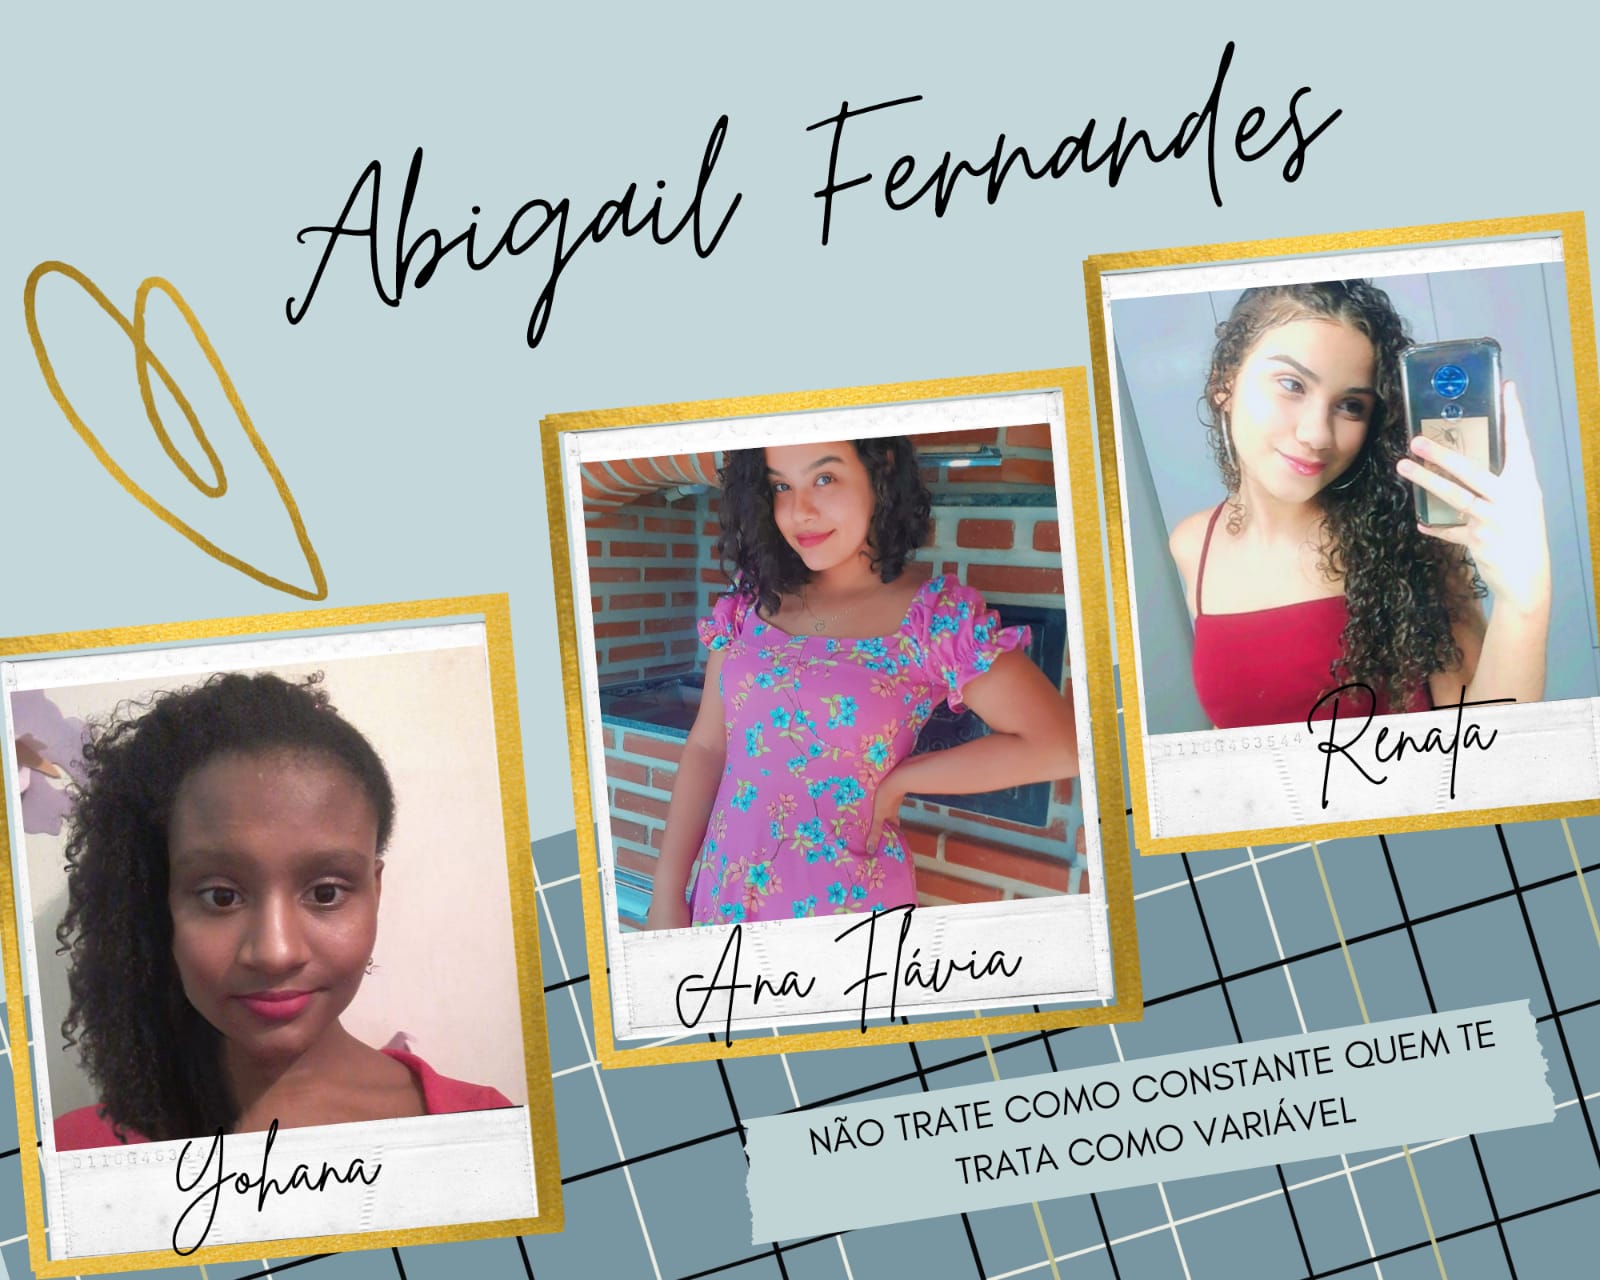 Abigail Fernandes
Renata
Ana Flávia
Yohana
NÃO TRATE COMO CONSTANTE QUEM TE
TRATA COMO VARIÁVEL